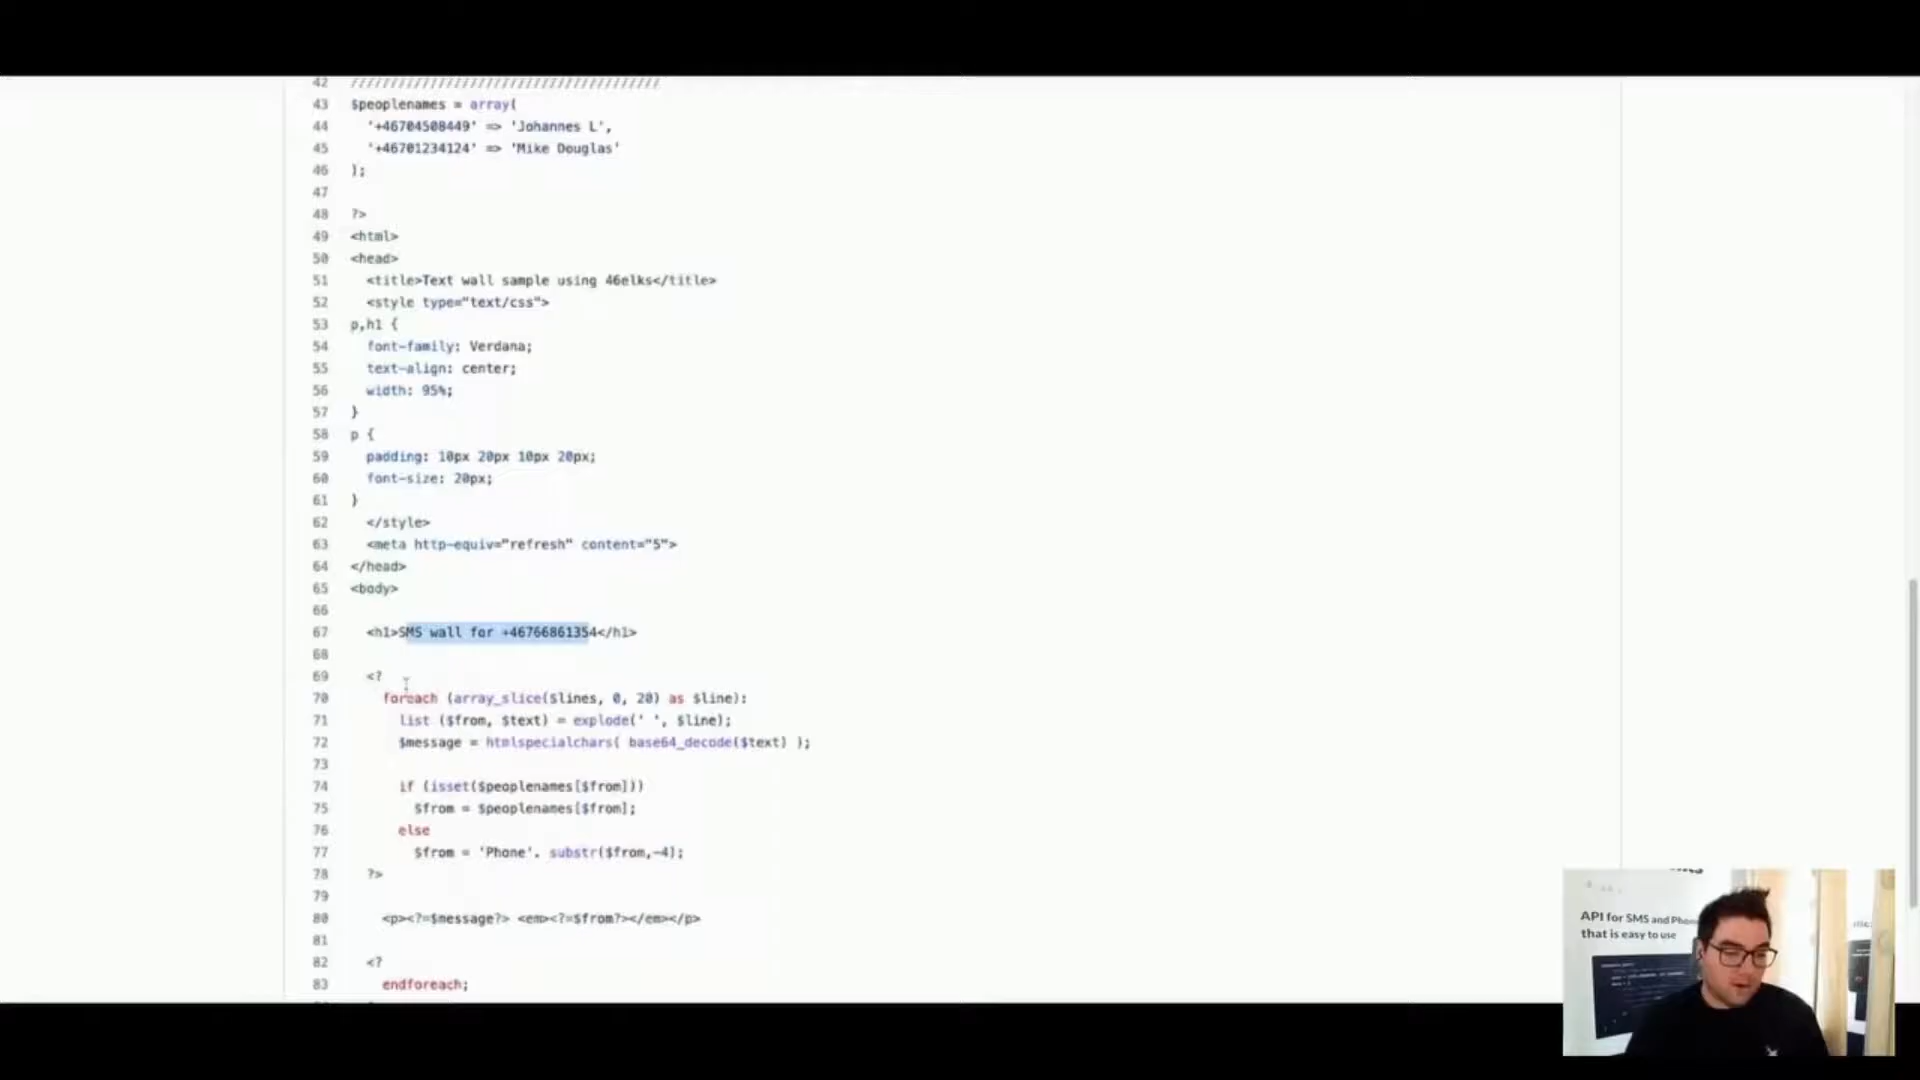 42 ///////////////////////////////////////
43 $peoplenames = array(
44 '+46704508449' => 'Johannes L',
45 '+46701234124' => 'Mike Douglas'
46 );
47
48 ?>
49 <html>
50 <head>
51 <title>Text wall sample using 46elks</title>
52 <style type="text/css">
53 p,h1 {
54 font-family: Verdana;
55 text-align: center;
56 width: 95%;
57 }
58 p {
59 padding: 10px 20px 10px 20px;
60 font-size: 20px;
61 }
62 </style>
63 <meta http-equiv="refresh" content="5">
64 </head>
65 <body>
66
67 <h1>SMS wall for +46766861354</h1>
68
69 <?
70 foreach (array_slice($lines, 0, 20) as $line):
71 list ($from, $text) = explode(' ', $line);
72 $message = htmlspecialchars( base64_decode($text) );
73
74 if (isset($peoplenames[$from]))
75 $from = $peoplenames[$from];
76 else
77 $from = 'Phone'. substr($from,-4);
78 ?>
79
80 <p><?=$message?> <em><?=$from?></em></p>
81
82 <?
83 endforeach;
API for SMS and Phon
that is easy to use